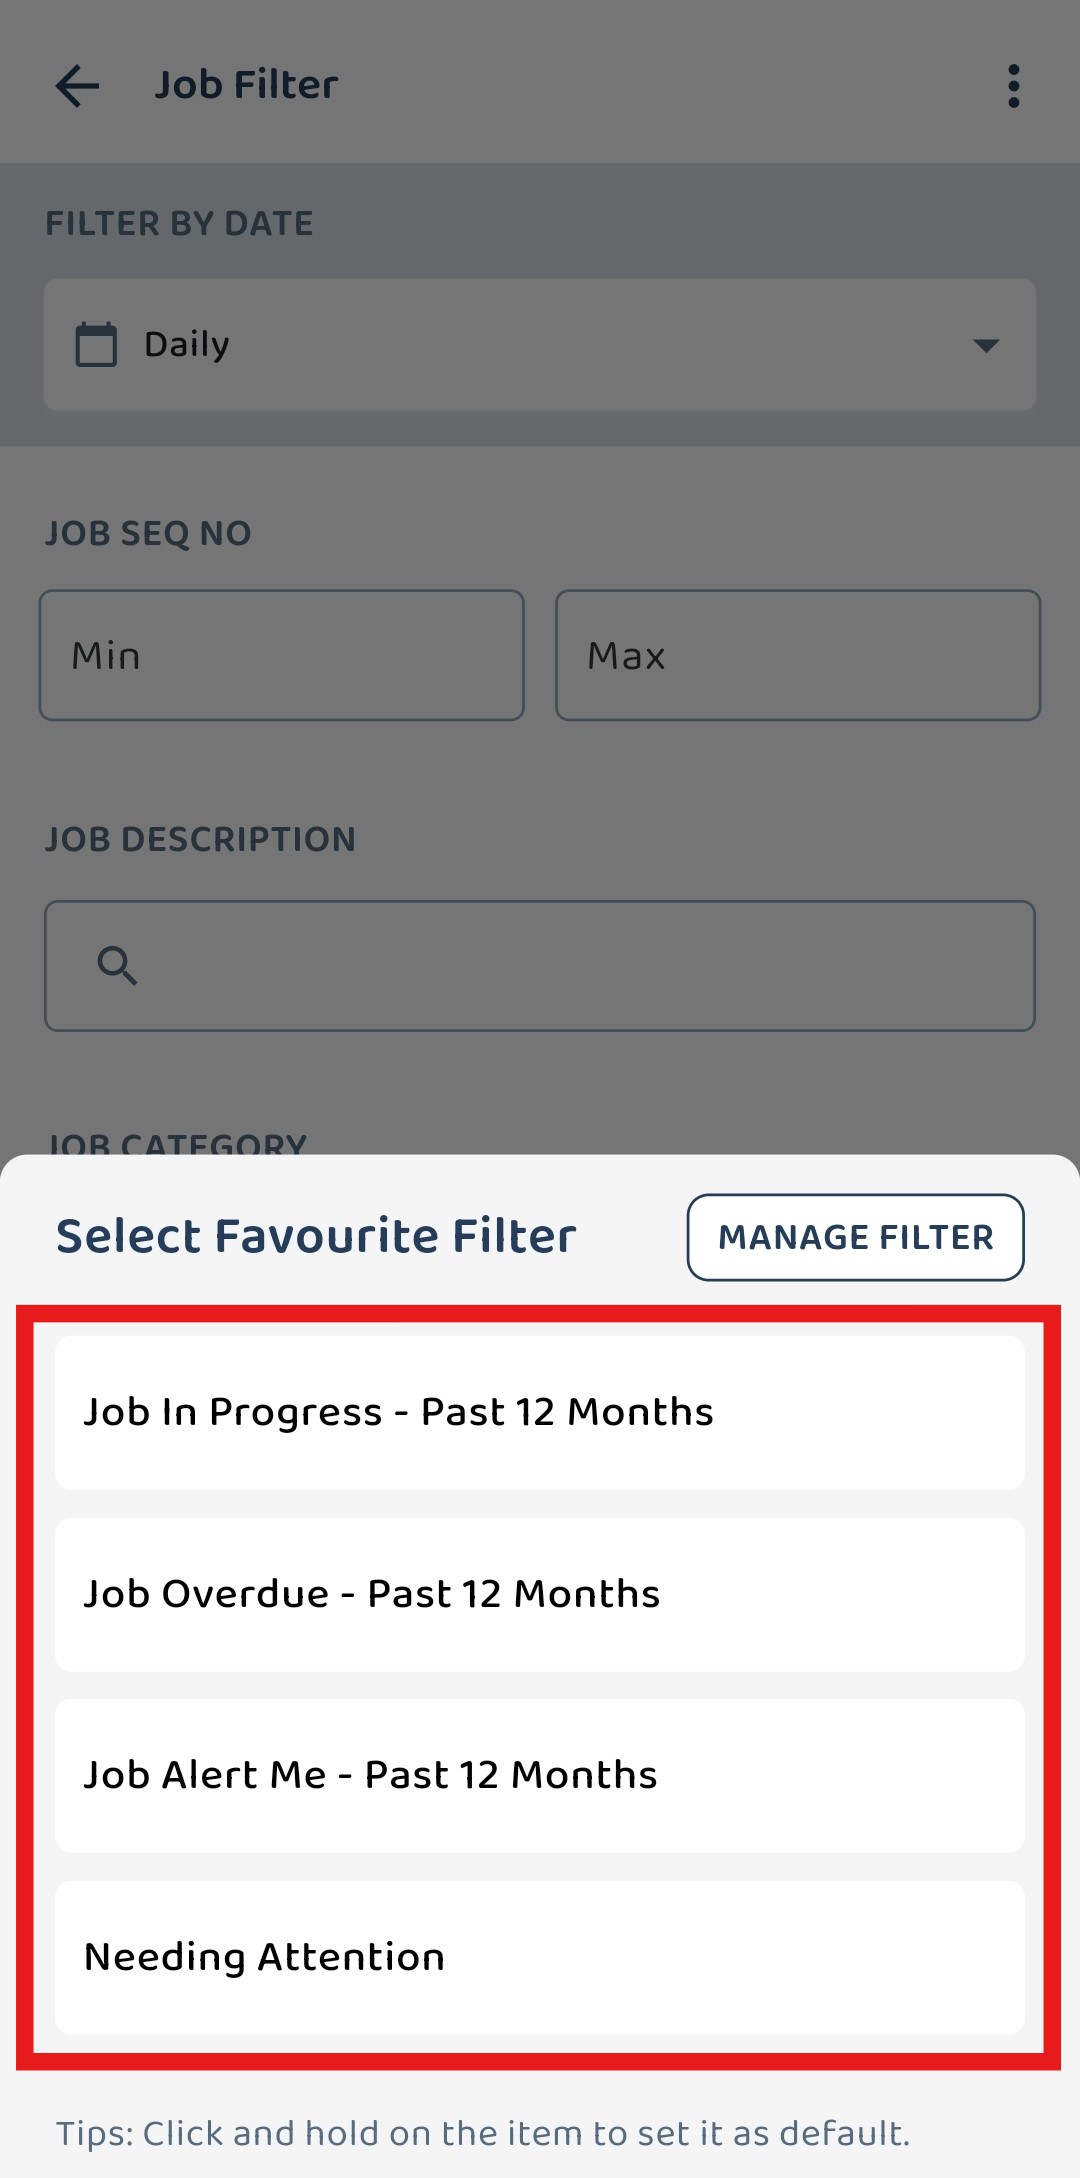 Job Filter
FILTER BY DATE
Daily
JOB SEQ NO
Min
Max
JOB DESCRIPTION
JOB CATEGORY
Select Favourite Filter
MANAGE FILTER
Job In Progress - Past 12 Months
Job Overdue - Past 12 Months
Job Alert Me - Past 12 Months
Needing Attention
Tips: Click and hold on the item to set it as default.